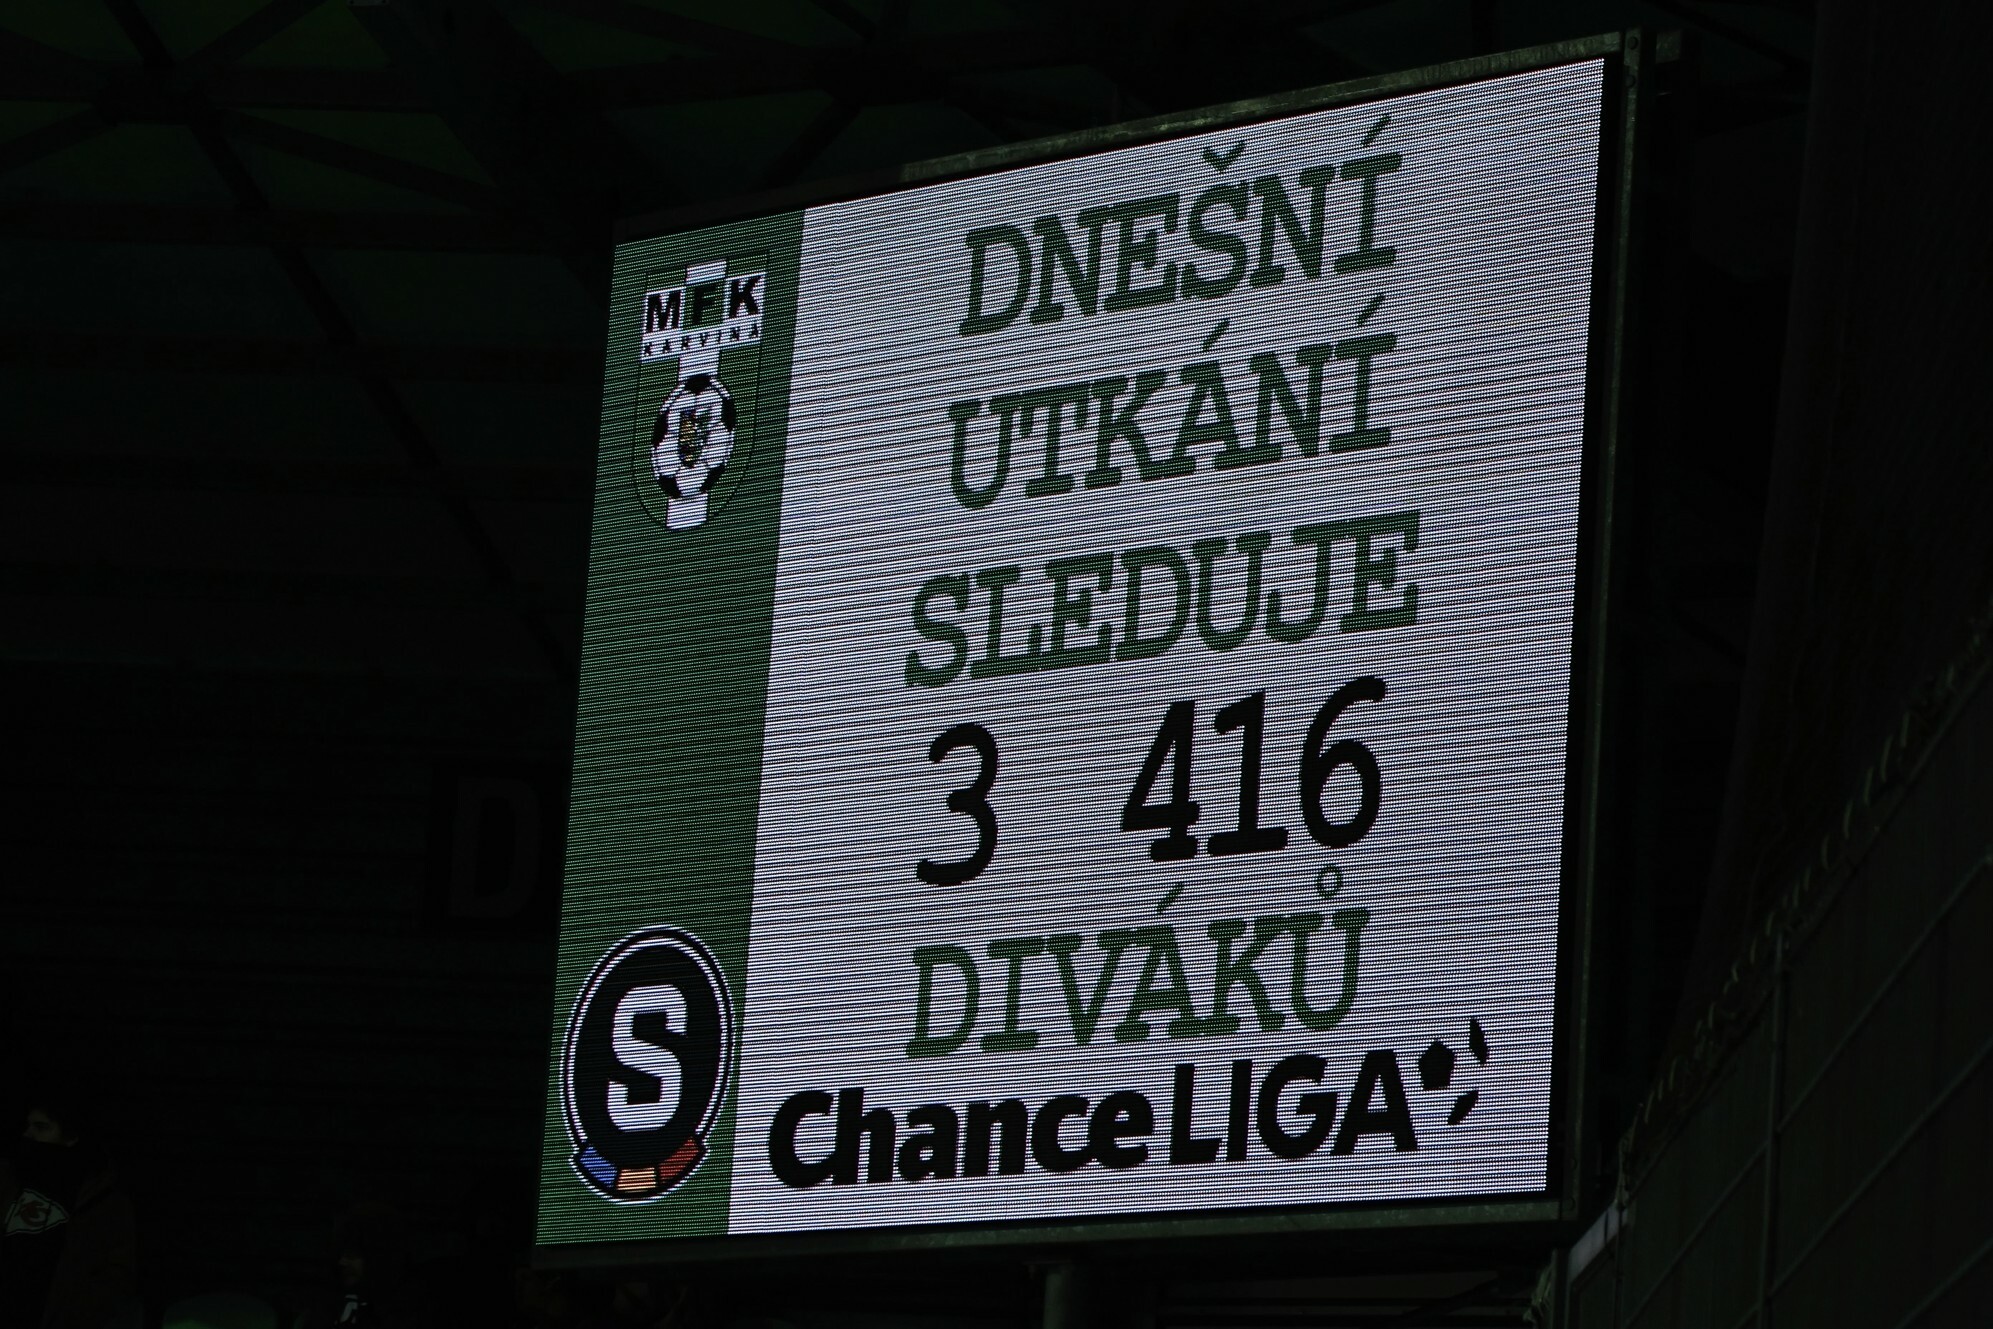 MFK
KARVINÁ
DNEŠNÍ
UTKÁNÍ
SLEDUJE
3 416
DIVÁKŮ
S
Chance LIGA
D